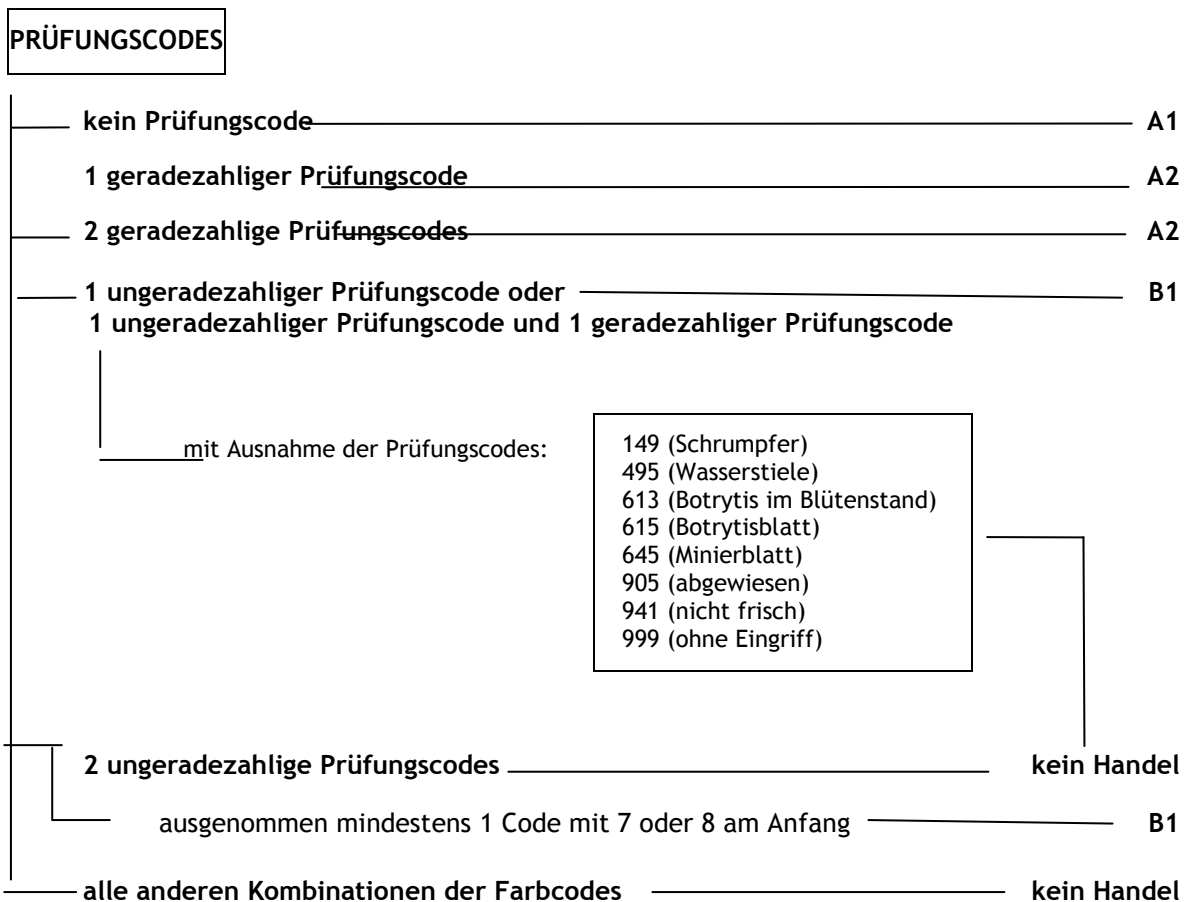 PRÜFUNGSCODES
kein Prüfungscode A1
1 geradezahliger Prüfungscode A2
2 geradezahlige Prüfungscodes A2
1 ungeradezahliger Prüfungscode oder B1
1 ungeradezahliger Prüfungscode und 1 geradezahliger Prüfungscode
mit Ausnahme der Prüfungscodes:
149 (Schrumpfer)
495 (Wasserstiele)
613 (Botrytis im Blütenstand)
615 (Botrytisblatt)
645 (Minierblatt)
905 (abgewiesen)
941 (nicht frisch)
999 (ohne Eingriff)
2 ungeradezahlige Prüfungscodes kein Handel
ausgenommen mindestens 1 Code mit 7 oder 8 am Anfang B1
alle anderen Kombinationen der Farbcodes kein Handel